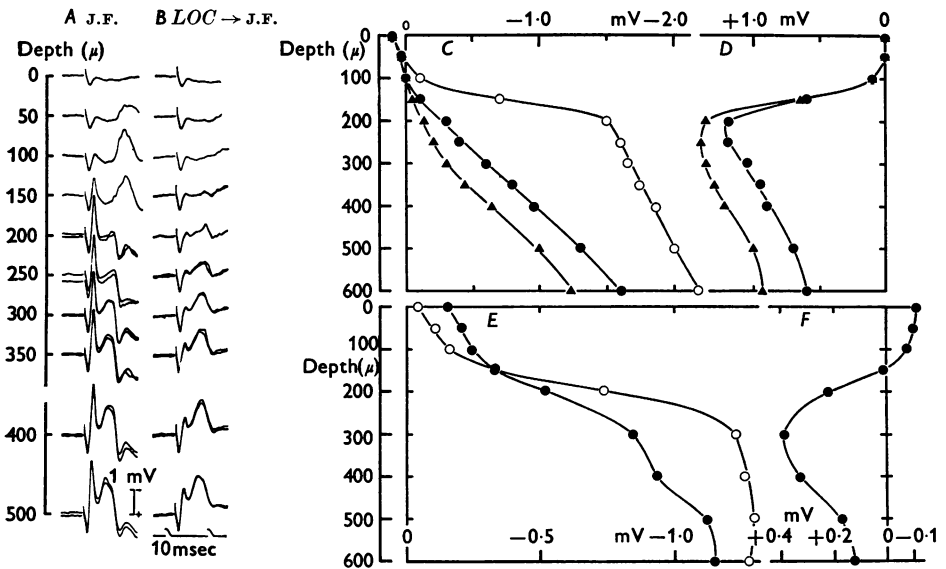 A J.F. B LOC → J.F.
Depth (μ)
0
50
100
150
200
250
300
350
400
500
1 mV
10 msec
0 −1·0 mV −2·0 +1·0 mV 0
Depth (μ)
C D
0
100
200
300
400
500
600
E F
0
100
Depth(μ)
200
300
400
500
600
mV
0 −0·5 mV −1·0 +0·4 +0·2 0 −0·1